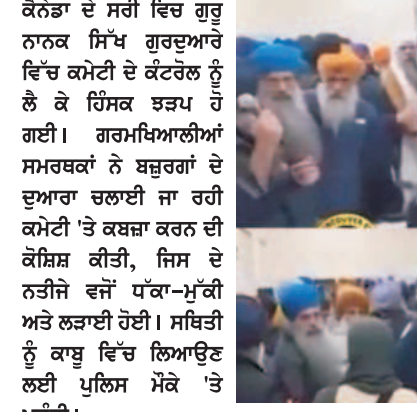 ਕੈਨੇਡਾ ਦੇ ਸਰੀ ਵਿਚ ਗੁਰੂ
ਨਾਨਕ ਸਿੱਖ ਗੁਰਦੁਆਰੇ
ਵਿੱਚ ਕਮੇਟੀ ਦੇ ਕੰਟਰੋਲ ਨੂੰ
ਲੈ ਕੇ ਹਿੰਸਕ ਝੜਪ ਹੋ
ਗਈ। ਗਰਮਖਿਆਲੀਆਂ
ਸਮਰਥਕਾਂ ਨੇ ਬਜ਼ੁਰਗਾਂ ਦੇ
ਦੁਆਰਾ ਚਲਾਈ ਜਾ ਰਹੀ
ਕਮੇਟੀ 'ਤੇ ਕਬਜ਼ਾ ਕਰਨ ਦੀ
ਕੋਸ਼ਿਸ਼ ਕੀਤੀ, ਜਿਸ ਦੇ
ਨਤੀਜੇ ਵਜੋਂ ਧੱਕਾ-ਮੁੱਕੀ
ਅਤੇ ਲੜਾਈ ਹੋਈ। ਸਥਿਤੀ
ਨੂੰ ਕਾਬੂ ਵਿੱਚ ਲਿਆਉਣ
ਲਈ ਪੁਲਿਸ ਮੌਕੇ 'ਤੇ